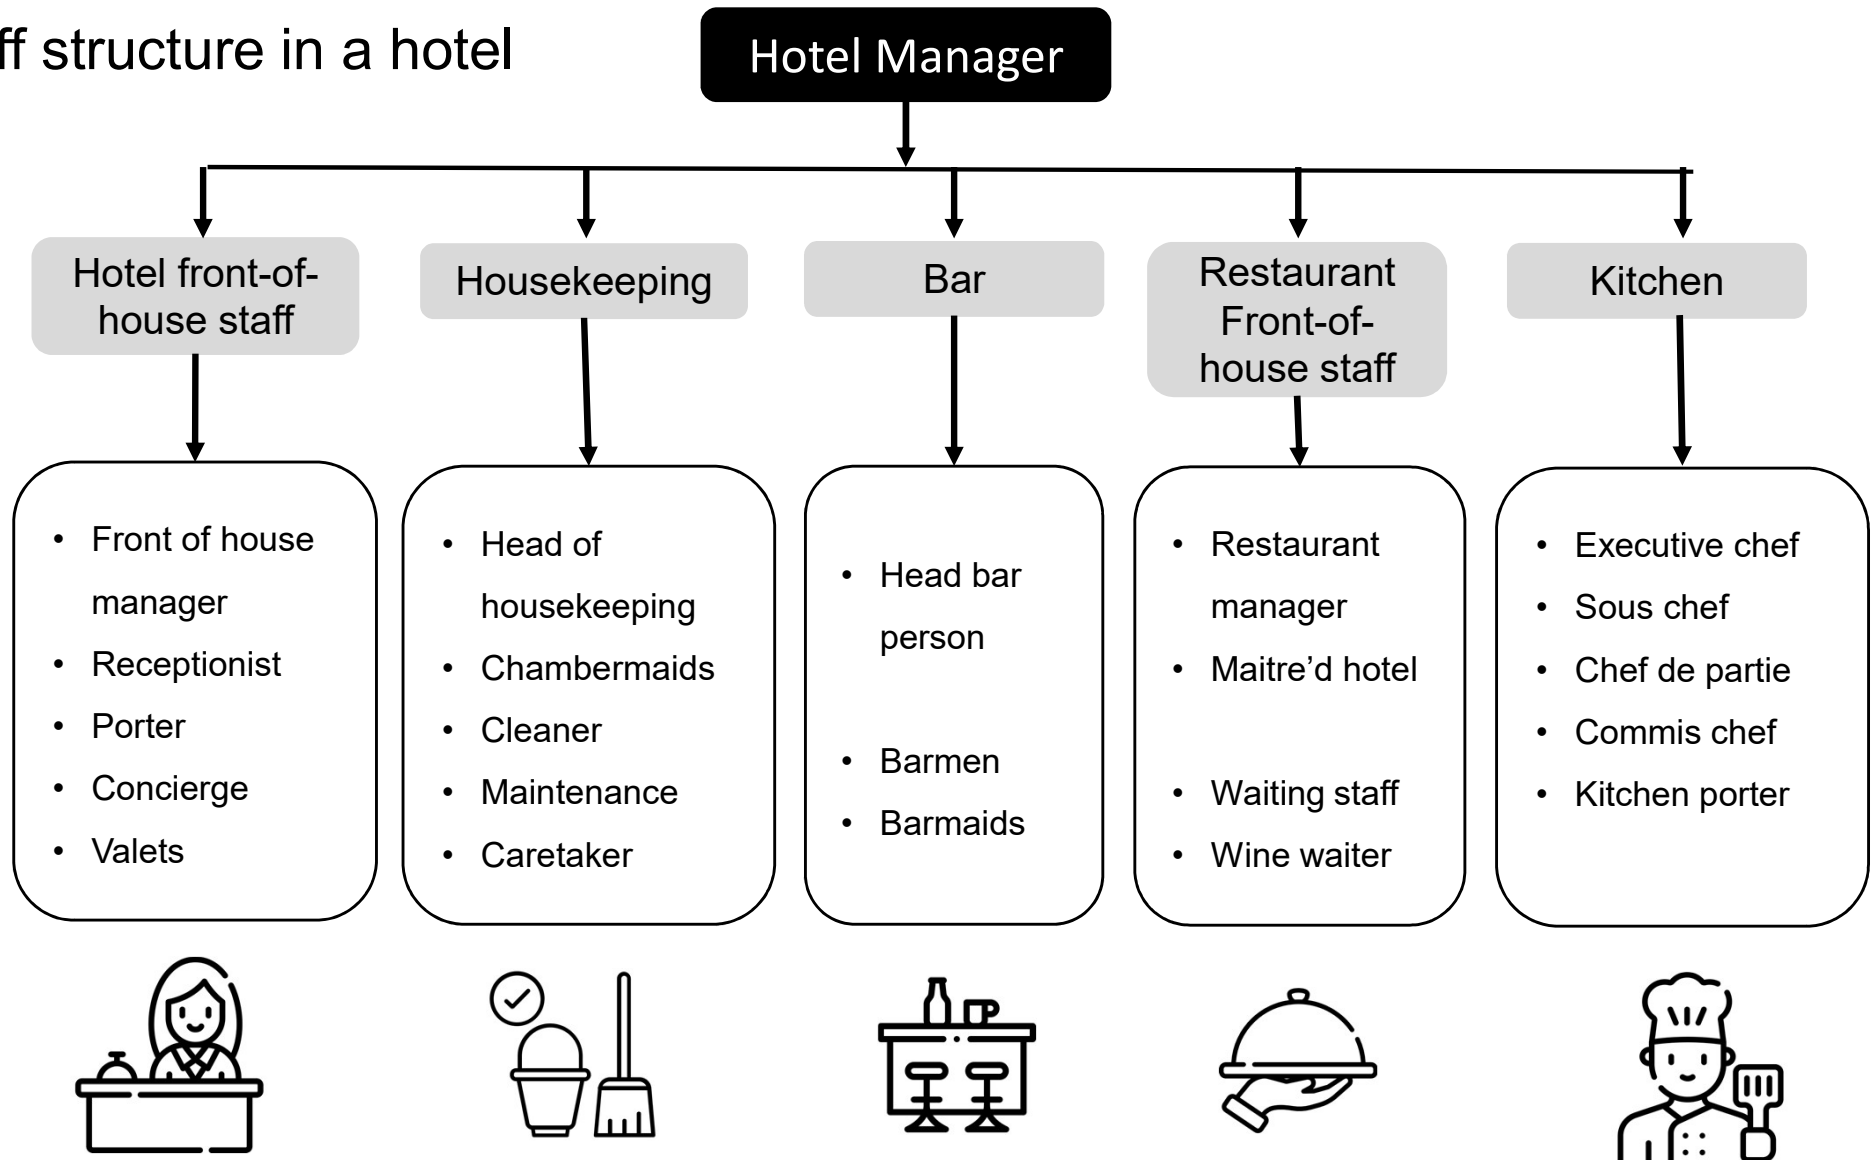 ff structure in a hotel
Hotel Manager
Hotel front-of-
house staff
Housekeeping
Bar
Restaurant
Front-of-
house staff
Kitchen
• Front of house
manager
• Receptionist
• Porter
• Concierge
• Valets
• Head of
housekeeping
• Chambermaids
• Cleaner
• Maintenance
• Caretaker
• Head bar
person
• Barmen
• Barmaids
• Restaurant
manager
• Maitre’d hotel
• Waiting staff
• Wine waiter
• Executive chef
• Sous chef
• Chef de partie
• Commis chef
• Kitchen porter